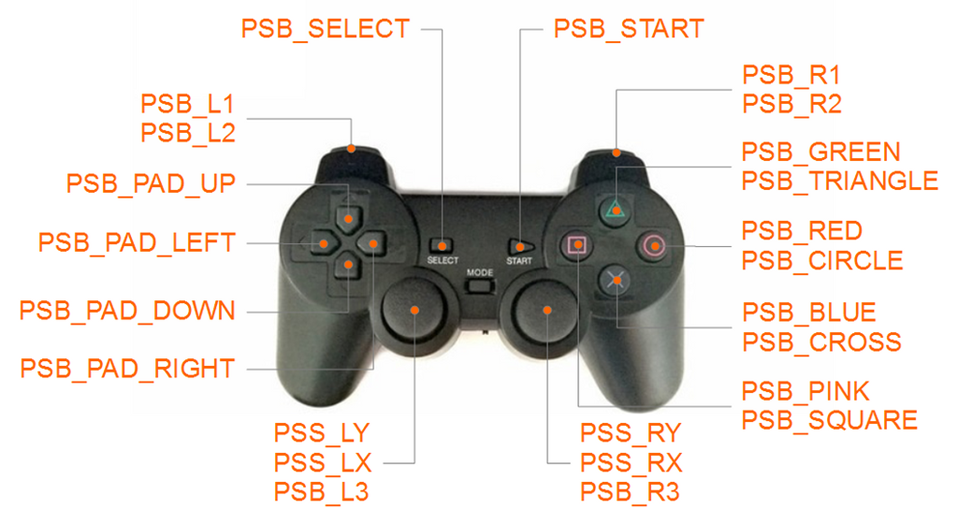 PSB_SELECT
PSB_START
PSB_L1
PSB_L2
PSB_R1
PSB_R2
PSB_PAD_UP
PSB_GREEN
PSB_TRIANGLE
PSB_PAD_LEFT
PSB_RED
PSB_CIRCLE
SELECT
START
MODE
PSB_PAD_DOWN
PSB_BLUE
PSB_CROSS
PSB_PAD_RIGHT
PSB_PINK
PSB_SQUARE
PSS_LY
PSS_LX
PSB_L3
PSS_RY
PSS_RX
PSB_R3